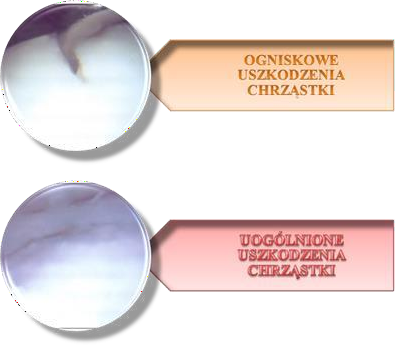 OGNISKOWE
USZKODZENIA
CHRZĄSTKI
UOGÓLNIONE
USZKODZENIA
CHRZĄSTKI